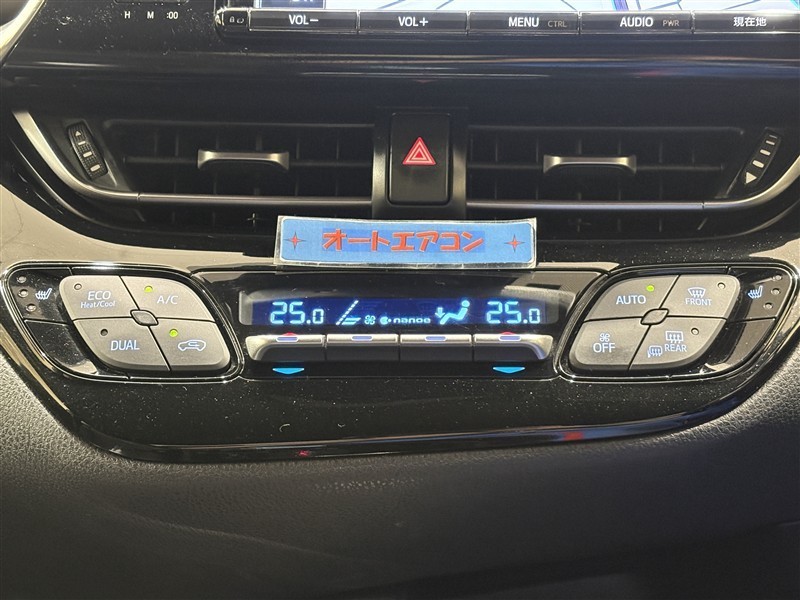 H M :00
VOL− VOL+ MENU CTRL AUDIO PWR 現在地
オートエアコン
ECO Heat/Cool A/C
25.0 nanoe 25.0
AUTO FRONT
DUAL
OFF REAR